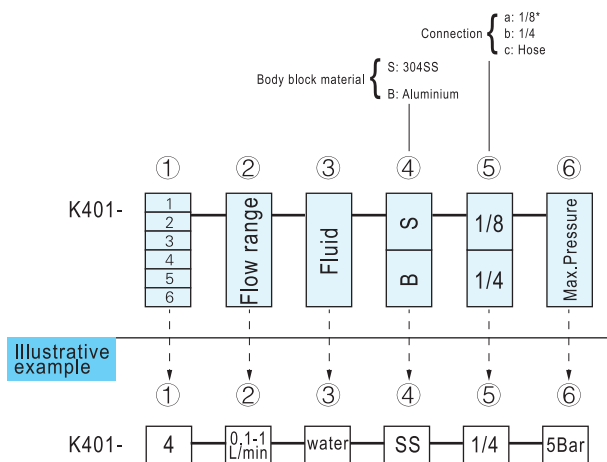 a: 1/8*
Connection { b: 1/4
c: Hose
S: 304SS
Body block material {
B: Aluminium
① ② ③ ④ ⑤ ⑥
K401-
1
2
3
4
5
6
Flow range
Fluid
S
B
1/8
1/4
Max.Pressure
Illustrative
example
① ② ③ ④ ⑤ ⑥
K401- 4 0,1-1 L/min water SS 1/4 5Bar